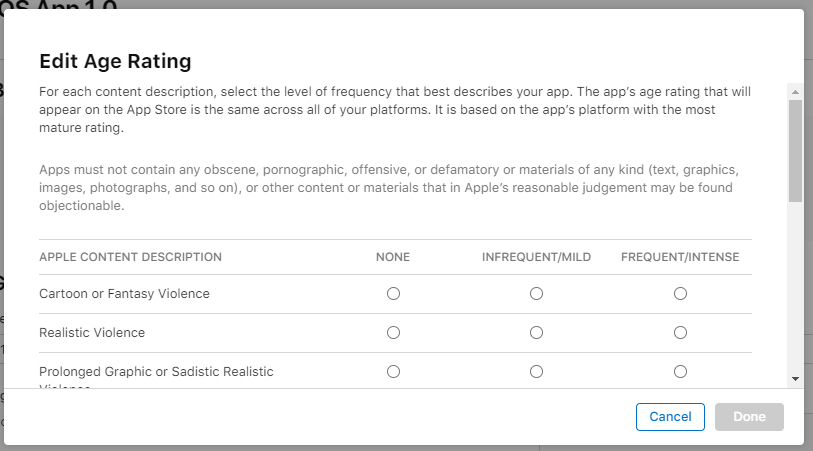 OS App 1.0
Edit Age Rating
For each content description, select the level of frequency that best describes your app. The app's age rating that will
appear on the App Store is the same across all of your platforms. It is based on the app's platform with the most
mature rating.
Apps must not contain any obscene, pornographic, offensive, or defamatory or materials of any kind (text, graphics,
images, photographs, and so on), or other content or materials that in Apple's reasonable judgement may be found
objectionable.
APPLE CONTENT DESCRIPTION NONE INFREQUENT/MILD FREQUENT/INTENSE
Cartoon or Fantasy Violence
Realistic Violence
Prolonged Graphic or Sadistic Realistic
Violence
Cancel Done